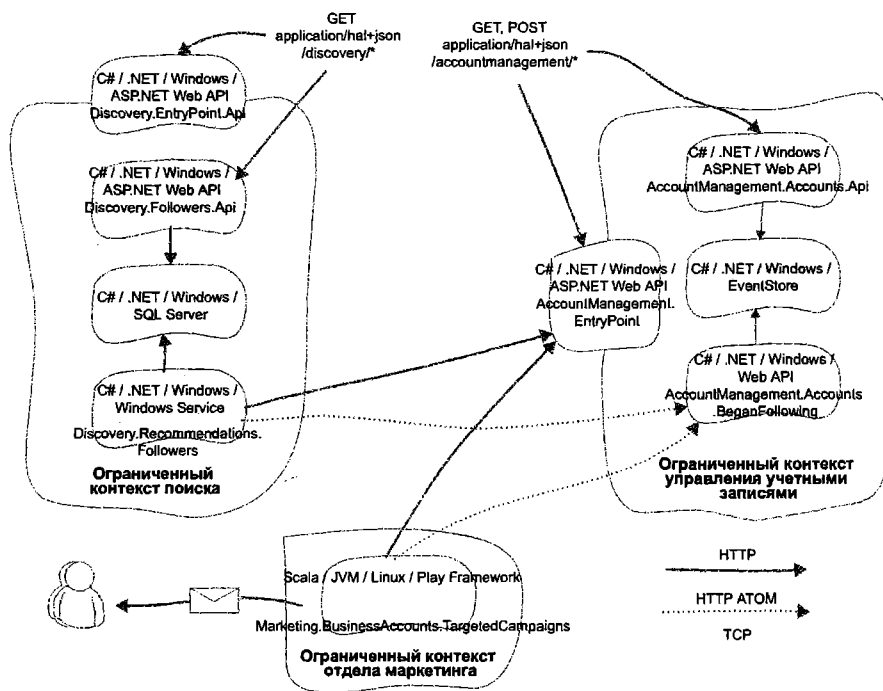 GET
application/hal+json
/discovery/*
GET, POST
application/hal+json
/accountmanagement/*
C# / .NET / Windows /
ASP.NET Web API
Discovery.EntryPoint.Api
C# / .NET / Windows /
ASP.NET Web API
Discovery.Followers.Api
C# / .NET / Windows /
SQL Server
C# / .NET / Windows /
Windows Service
Discovery.Recommendations.
Followers
Ограниченный
контекст поиска
C# / .NET / Windows /
ASP.NET Web API
AccountManagement.
EntryPoint
C# / .NET / Windows /
ASP.NET Web API
AccountManagement.Accounts.Api
C# / .NET / Windows /
EventStore
C# / .NET / Windows /
Web API
AccountManagement.Accounts
.BeganFollowing
Ограниченный контекст
управления учетными
записями
Scala / JVM / Linux / Play Framework
Marketing.BusinessAccounts.TargetedCampaigns
Ограниченный контекст
отдела маркетинга
HTTP
HTTP ATOM
TCP